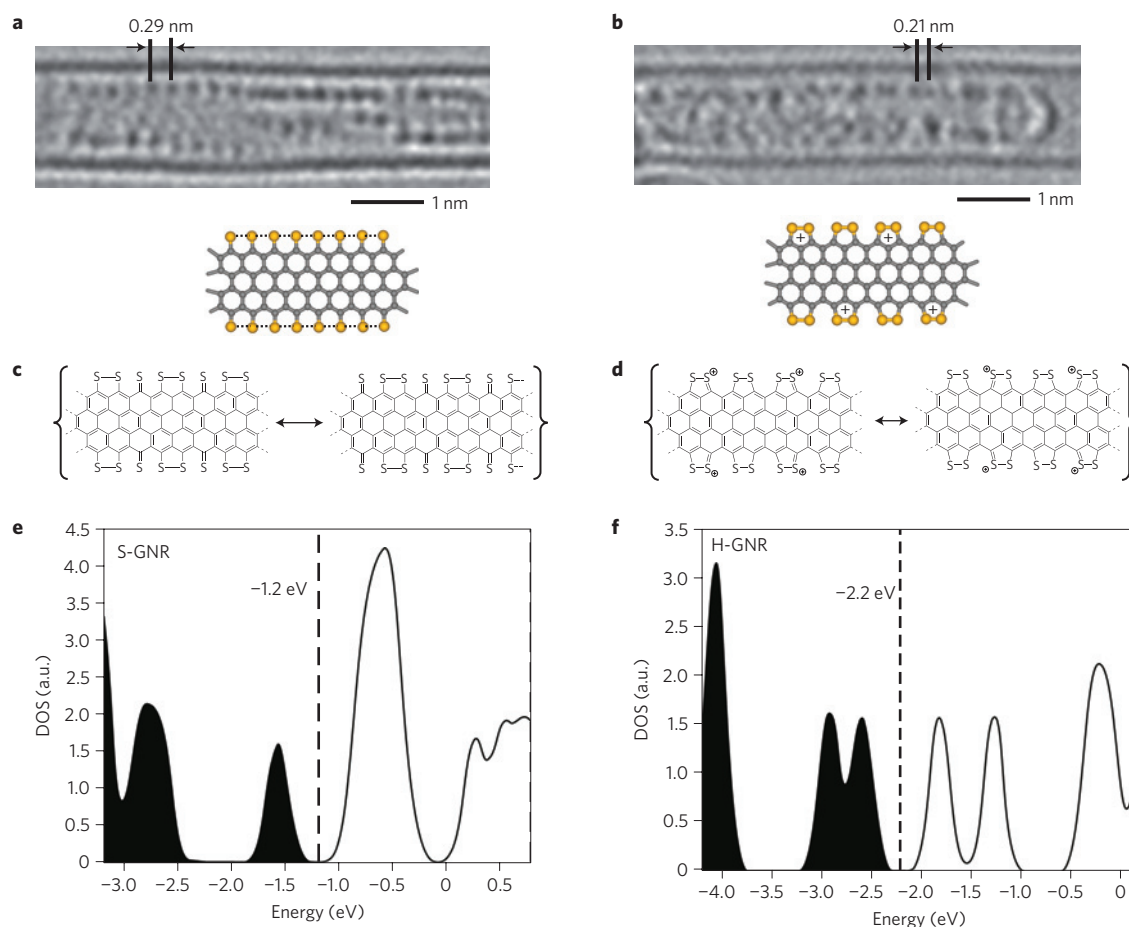 a
0.29 nm
1 nm
b
0.21 nm
1 nm
+ +
+ +
c
S S S S S S S
S S S S S S S
S S S S S S S--
S S S S S S S--
d
S-S⊕ S-S S-S⊕ S-S
S-S⊕ S-S S-S⊕ S-S
S-S ⊕S-S S-S ⊕S-S
S-S ⊕S-S S-S ⊕S-S
e
4.5
S-GNR
4.0
−1.2 eV
3.5
3.0
2.5
2.0
1.5
1.0
0.5
0
DOS (a.u.)
−3.0 −2.5 −2.0 −1.5 −1.0 −0.5 0 0.5
Energy (eV)
f
3.5
H-GNR
3.0
−2.2 eV
2.5
2.0
1.5
1.0
0.5
0
DOS (a.u.)
−4.0 −3.5 −3.0 −2.5 −2.0 −1.5 −1.0 −0.5 0
Energy (eV)